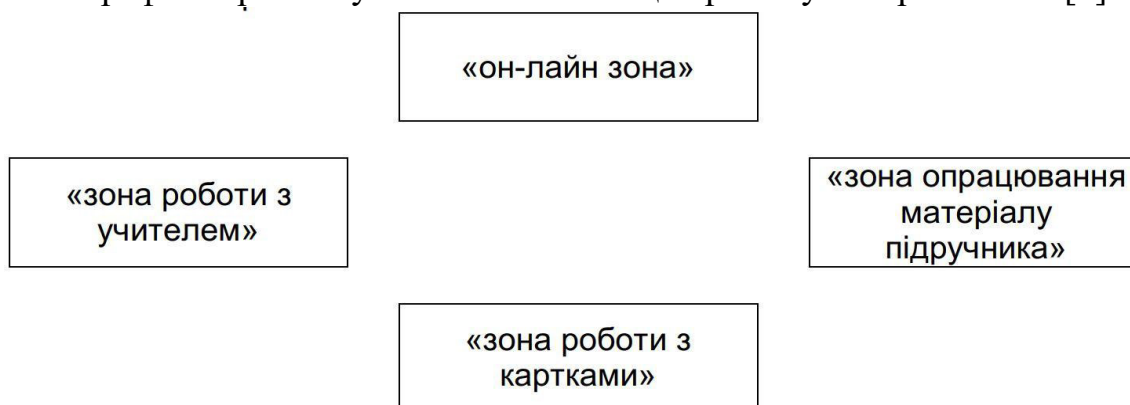 «он-лайн зона»
«зона роботи з
учителем»
«зона опрацювання
матеріалу
підручника»
«зона роботи з
картками»